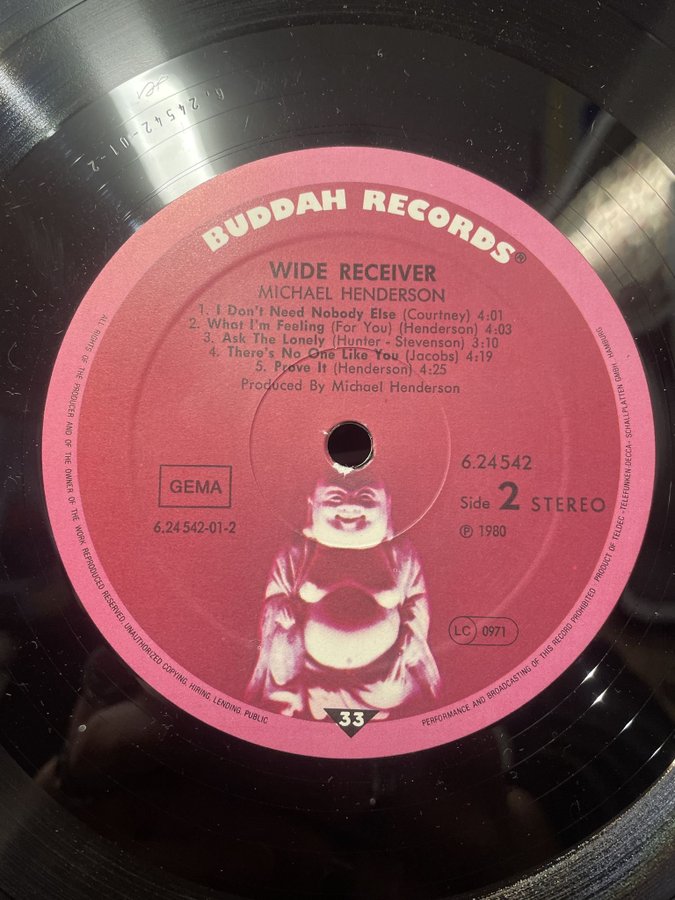 6.24542-01-2
BUDDAH RECORDS®
WIDE RECEIVER
MICHAEL HENDERSON
1. I Don't Need Nobody Else (Courtney) 4:01
2. What I'm Feeling (For You) (Henderson) 4:03
3. Ask The Lonely (Hunter - Stevenson) 3:10
4. There's No One Like You (Jacobs) 4:19
5. Prove It (Henderson) 4:25
Produced By Michael Henderson
GEMA
6.24 542-01-2
6.24 542
Side 2 STEREO
℗ 1980
LC 0971
33
ALL RIGHTS OF THE PRODUCER AND OF THE OWNER OF THE WORK REPRODUCED RESERVED. UNAUTHORIZED COPYING, HIRING, LENDING, PUBLIC
PERFORMANCE AND BROADCASTING OF THIS RECORD PROHIBITED · PRODUCT OF TELDEC »TELEFUNKEN-DECCA« SCHALLPLATTEN GMBH, HAMBURG